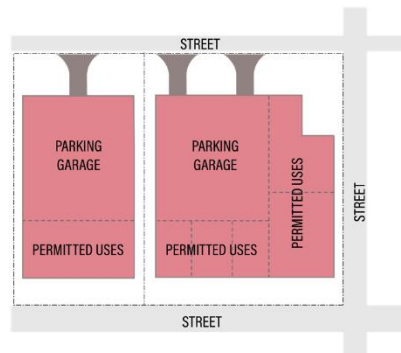 STREET
PARKING
GARAGE
PARKING
GARAGE
PERMITTED USES
STREET
PERMITTED USES
PERMITTED USES
STREET